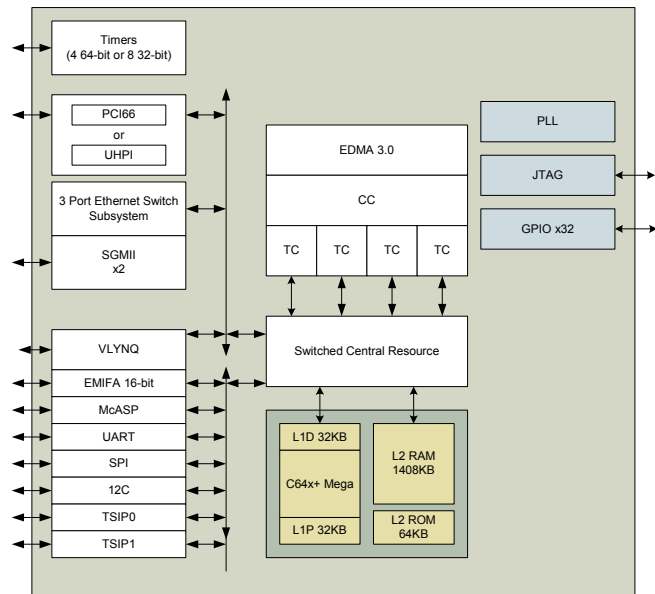 Timers
(4 64-bit or 8 32-bit)
PCI66
or
UHPI
3 Port Ethernet Switch
Subsystem
SGMII
x2
VLYNQ
EMIFA 16-bit
McASP
UART
SPI
12C
TSIP0
TSIP1
EDMA 3.0
CC
TC
TC
TC
TC
Switched Central Resource
L1D 32KB
C64x+ Mega
L1P 32KB
L2 RAM
1408KB
L2 ROM
64KB
PLL
JTAG
GPIO x32